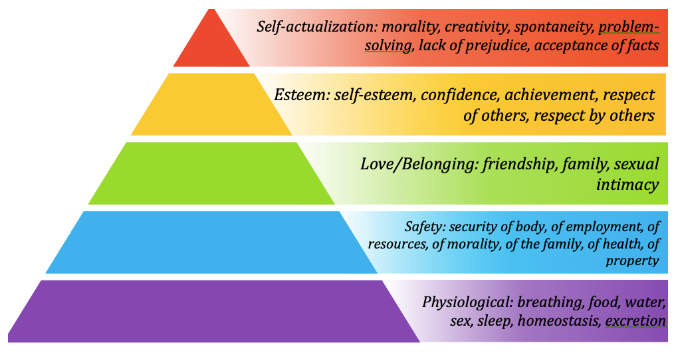 Self-actualization: morality, creativity, spontaneity, problem-
solving, lack of prejudice, acceptance of facts
Esteem: self-esteem, confidence, achievement, respect
of others, respect by others
Love/Belonging: friendship, family, sexual
intimacy
Safety: security of body, of employment, of
resources, of morality, of the family, of health, of
property
Physiological: breathing, food, water,
sex, sleep, homeostasis, excretion